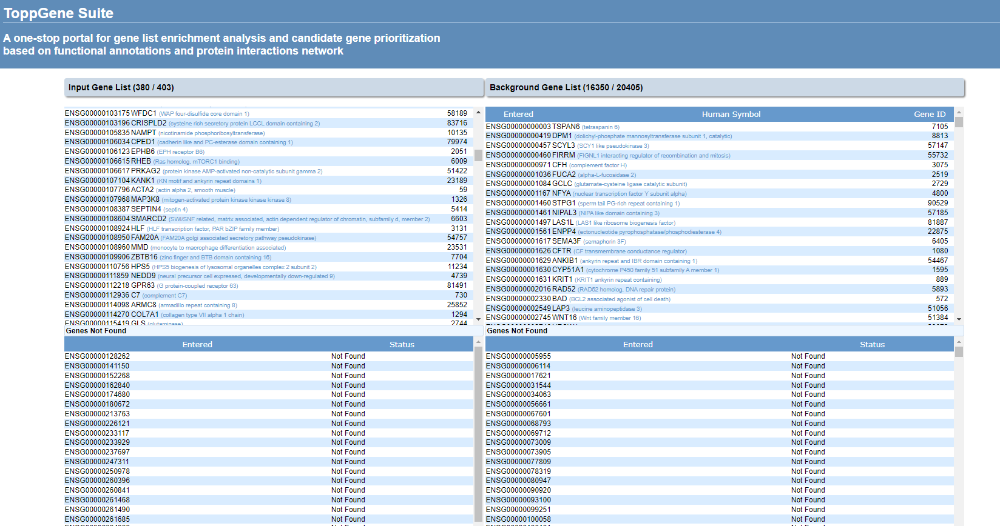 ToppGene Suite
A one-stop portal for gene list enrichment analysis and candidate gene prioritization
based on functional annotations and protein interactions network
Input Gene List (380 / 403)
ENSG00000103175 WFDC1 (WAP four-disulfide core domain 1) 58189
ENSG00000103196 CRISPLD2 (cysteine rich secretory protein LCCL domain containing 2) 83716
ENSG00000105835 NAMPT (nicotinamide phosphoribosyltransferase) 10135
ENSG00000106034 CPED1 (cadherin like and PC-esterase domain containing 1) 79974
ENSG00000106123 EPHB6 (EPH receptor B6) 2051
ENSG00000106615 RHEB (Ras homolog, mTORC1 binding) 6009
ENSG00000106617 PRKAG2 (protein kinase AMP-activated non-catalytic subunit gamma 2) 51422
ENSG00000107104 KANK1 (KN motif and ankyrin repeat domains 1) 23189
ENSG00000107796 ACTA2 (actin alpha 2, smooth muscle) 59
ENSG00000107968 MAP3K8 (mitogen-activated protein kinase kinase kinase 8) 1326
ENSG00000108387 SEPTIN4 (septin 4) 5414
ENSG00000108604 SMARCD2 (SWI/SNF related, matrix associated, actin dependent regulator of chromatin, subfamily d, member 2) 6603
ENSG00000108924 HLF (HLF transcription factor, PAR bZIP family member) 3131
ENSG00000108950 FAM20A (FAM20A golgi associated secretory pathway pseudokinase) 54757
ENSG00000108960 MMD (monocyte to macrophage differentiation associated) 23531
ENSG00000109906 ZBTB16 (zinc finger and BTB domain containing 16) 7704
ENSG00000110756 HPS5 (HPS5 biogenesis of lysosomal organelles complex 2 subunit 2) 11234
ENSG00000111859 NEDD9 (neural precursor cell expressed, developmentally down-regulated 9) 4739
ENSG00000112218 GPR63 (G protein-coupled receptor 63) 81491
ENSG00000112936 C7 (complement C7) 730
ENSG00000114098 ARMC8 (armadillo repeat containing 8) 25852
ENSG00000114270 COL7A1 (collagen type VII alpha 1 chain) 1294
ENSG00000115419 GLS (glutaminase) 2744
Genes Not Found
Entered Status
ENSG00000128262 Not Found
ENSG00000141150 Not Found
ENSG00000152268 Not Found
ENSG00000162840 Not Found
ENSG00000174680 Not Found
ENSG00000180672 Not Found
ENSG00000213763 Not Found
ENSG00000226121 Not Found
ENSG00000233117 Not Found
ENSG00000233929 Not Found
ENSG00000237697 Not Found
ENSG00000247311 Not Found
ENSG00000250978 Not Found
ENSG00000260396 Not Found
ENSG00000260841 Not Found
ENSG00000261468 Not Found
ENSG00000261490 Not Found
ENSG00000261685 Not Found
Background Gene List (16350 / 20405)
Entered Human Symbol Gene ID
ENSG00000000003 TSPAN6 (tetraspanin 6) 7105
ENSG00000000419 DPM1 (dolichyl-phosphate mannosyltransferase subunit 1, catalytic) 8813
ENSG00000000457 SCYL3 (SCY1 like pseudokinase 3) 57147
ENSG00000000460 FIRRM (FIGNL1 interacting regulator of recombination and mitosis) 55732
ENSG00000000971 CFH (complement factor H) 3075
ENSG00000001036 FUCA2 (alpha-L-fucosidase 2) 2519
ENSG00000001084 GCLC (glutamate-cysteine ligase catalytic subunit) 2729
ENSG00000001167 NFYA (nuclear transcription factor Y subunit alpha) 4800
ENSG00000001460 STPG1 (sperm tail PG-rich repeat containing 1) 90529
ENSG00000001461 NIPAL3 (NIPA like domain containing 3) 57185
ENSG00000001497 LAS1L (LAS1 like ribosome biogenesis factor) 81887
ENSG00000001561 ENPP4 (ectonucleotide pyrophosphatase/phosphodiesterase 4) 22875
ENSG00000001617 SEMA3F (semaphorin 3F) 6405
ENSG00000001626 CFTR (CF transmembrane conductance regulator) 1080
ENSG00000001629 ANKIB1 (ankyrin repeat and IBR domain containing 1) 54467
ENSG00000001630 CYP51A1 (cytochrome P450 family 51 subfamily A member 1) 1595
ENSG00000001631 KRIT1 (KRIT1 ankyrin repeat containing) 889
ENSG00000002016 RAD52 (RAD52 homolog, DNA repair protein) 5893
ENSG00000002330 BAD (BCL2 associated agonist of cell death) 572
ENSG00000002549 LAP3 (leucine aminopeptidase 3) 51056
ENSG00000002745 WNT16 (Wnt family member 16) 51384
Genes Not Found
Entered Status
ENSG00000005955 Not Found
ENSG00000006114 Not Found
ENSG00000017621 Not Found
ENSG00000031544 Not Found
ENSG00000034063 Not Found
ENSG00000056661 Not Found
ENSG00000067601 Not Found
ENSG00000068793 Not Found
ENSG00000069712 Not Found
ENSG00000073009 Not Found
ENSG00000073905 Not Found
ENSG00000077809 Not Found
ENSG00000078319 Not Found
ENSG00000080947 Not Found
ENSG00000090920 Not Found
ENSG00000093100 Not Found
ENSG00000099251 Not Found
ENSG00000100058 Not Found